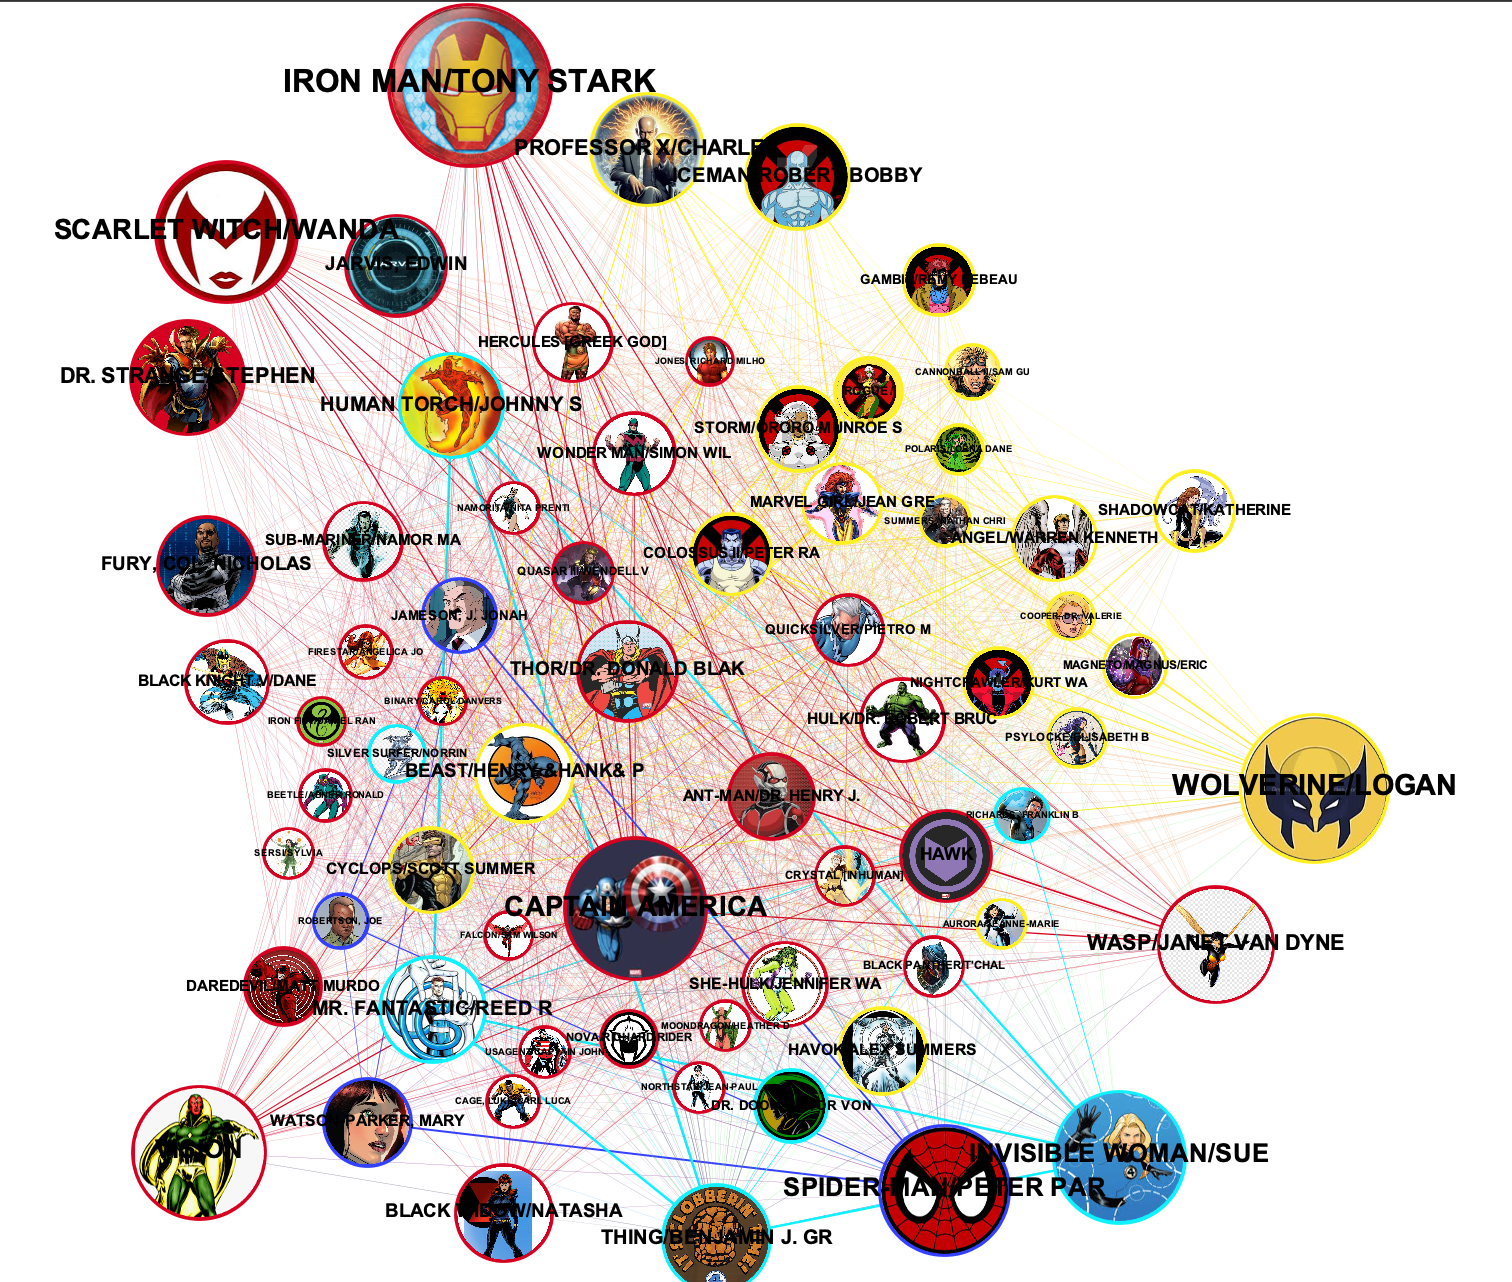 IRON MAN/TONY STARK
PROFESSOR X/CHARLE
ICEMAN/ROBERT BOBBY
SCARLET WITCH/WANDA
JARVIS, EDWIN
GAMBIT/REMY LEBEAU
HERCULES [GREEK GOD]
JONES, RICHARD MILHO
DR. STRANGE/STEPHEN
CANNONBALL II/SAM GU
ROGUE /
HUMAN TORCH/JOHNNY S
STORM/ORORO MUNROE S
WONDER MAN/SIMON WIL
POLARIS/LORNA DANE
MARVEL GIRL/JEAN GRE
NAMORITA/NITA PRENTI
SHADOWCAT/KATHERINE
SUMMERS, NATHAN CHRI
ANGEL/WARREN KENNETH
SUB-MARINER/NAMOR MA
COLOSSUS II/PETER RA
FURY, COL. NICHOLAS
QUASAR III/WENDELL V
JAMESON, J. JONAH
COOPER, DR. VALERIE
QUICKSILVER/PIETRO M
FIRESTAR/ANGELICA JO
THOR/DR. DONALD BLAK
MAGNETO/MAGNUS/ERIC
BLACK KNIGHT V/DANE
NIGHTCRAWLER/KURT WA
BINARY/CAROL DANVERS
IRON FIST/DANIEL RAN
HULK/DR. ROBERT BRUC
PSYLOCKE/ELISABETH B
SILVER SURFER/NORRIN
BEAST/HENRY &HANK& P
WOLVERINE/LOGAN
BEETLE/ABNER RONALD
ANT-MAN/DR. HENRY J.
RICHARDS, FRANKLIN B
SERSI/SYLVIA
HAWK
CYCLOPS/SCOTT SUMMER
CRYSTAL [INHUMAN]
CAPTAIN AMERICA
ROBERTSON, JOE
AURORA/JEANNE-MARIE
FALCON/SAM WILSON
WASP/JANET VAN DYNE
BLACK PANTHER/T'CHAL
DAREDEVIL/MATT MURDO
SHE-HULK/JENNIFER WA
MR. FANTASTIC/REED R
MOONDRAGON/HEATHER D
NOVA/RICHARD RIDER
USAGENT/CAPTAIN JOHN
HAVOK/ALEX SUMMERS
NORTHSTAR/JEAN-PAUL
CAGE, LUKE/CARL LUCA
DR. DOOM/VICTOR VON
WATSON-PARKER, MARY
VISION
INVISIBLE WOMAN/SUE
SPIDER-MAN/PETER PAR
BLACK WIDOW/NATASHA
THING/BENJAMIN J. GR